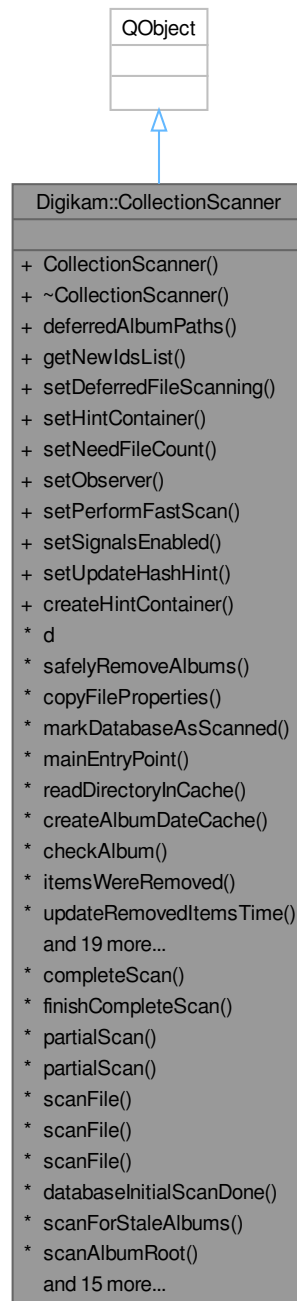 QObject
Digikam::CollectionScanner
+ CollectionScanner()
+ ~CollectionScanner()
+ deferredAlbumPaths()
+ getNewIdsList()
+ setDeferredFileScanning()
+ setHintContainer()
+ setNeedFileCount()
+ setObserver()
+ setPerformFastScan()
+ setSignalsEnabled()
+ setUpdateHashHint()
+ createHintContainer()
* d
* safelyRemoveAlbums()
* copyFileProperties()
* markDatabaseAsScanned()
* mainEntryPoint()
* readDirectoryInCache()
* createAlbumDateCache()
* checkAlbum()
* itemsWereRemoved()
* updateRemovedItemsTime()
and 19 more...
* completeScan()
* finishCompleteScan()
* partialScan()
* partialScan()
* scanFile()
* scanFile()
* scanFile()
* databaseInitialScanDone()
* scanForStaleAlbums()
* scanAlbumRoot()
and 15 more...